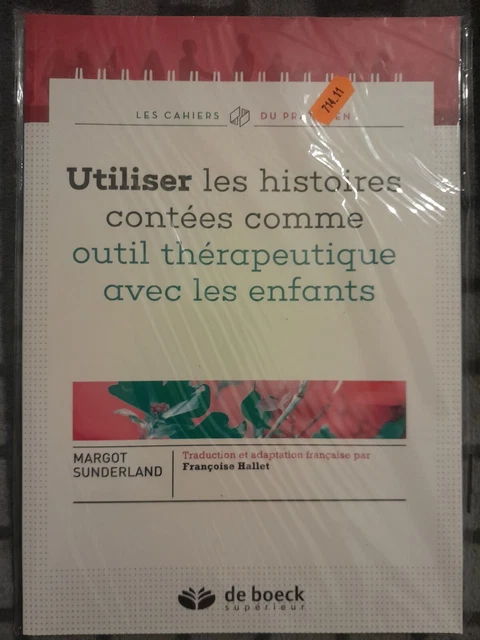 LES CAHIERS DU PR
714.11
Utiliser les histoires
contées comme
outil thérapeutique
avec les enfants
MARGOT
SUNDERLAND
Traduction et adaptation française par
Françoise Hallet
de boeck
supérieur